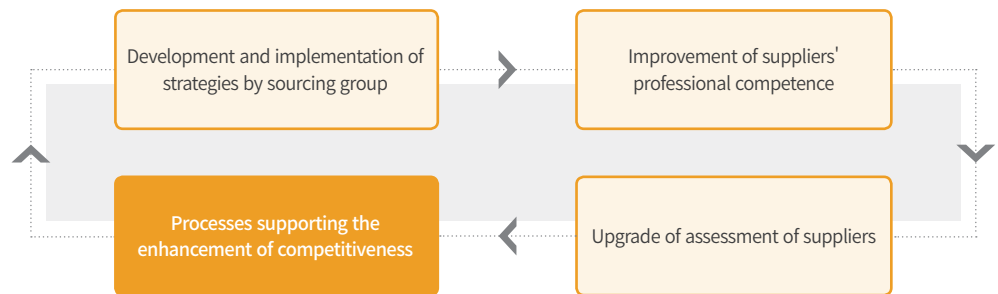 Development and implementation of
strategies by sourcing group
Improvement of suppliers'
professional competence
Processes supporting the
enhancement of competitiveness
Upgrade of assessment of suppliers